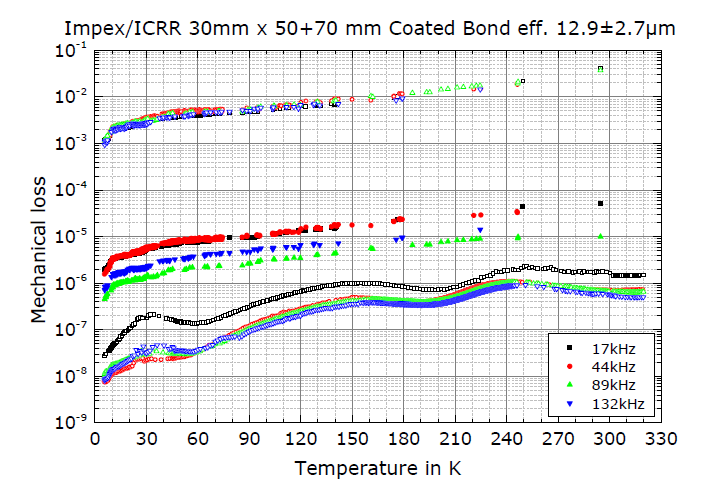 Impex/ICRR 30mm x 50+70 mm Coated Bond eff. 12.9±2.7µm
10⁻¹
10⁻²
10⁻³
10⁻⁴
10⁻⁵
10⁻⁶
10⁻⁷
10⁻⁸
10⁻⁹
Mechanical loss
17kHz
44kHz
89kHz
132kHz
0 30 60 90 120 150 180 210 240 270 300 330
Temperature in K